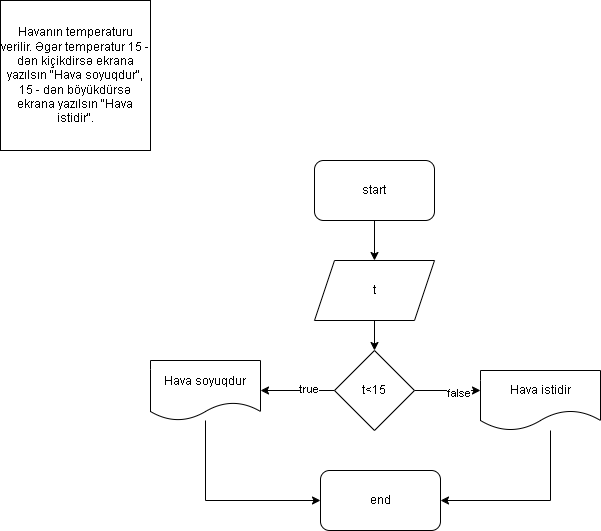 Havanın temperaturu
verilir. Əgər temperatur 15 -
dən kiçikdirsə ekrana
yazılsın "Hava soyuqdur",
15 - dən böyükdürsə
ekrana yazılsın "Hava
istidir".
start
t
t<15
true
false
Hava soyuqdur
Hava istidir
end